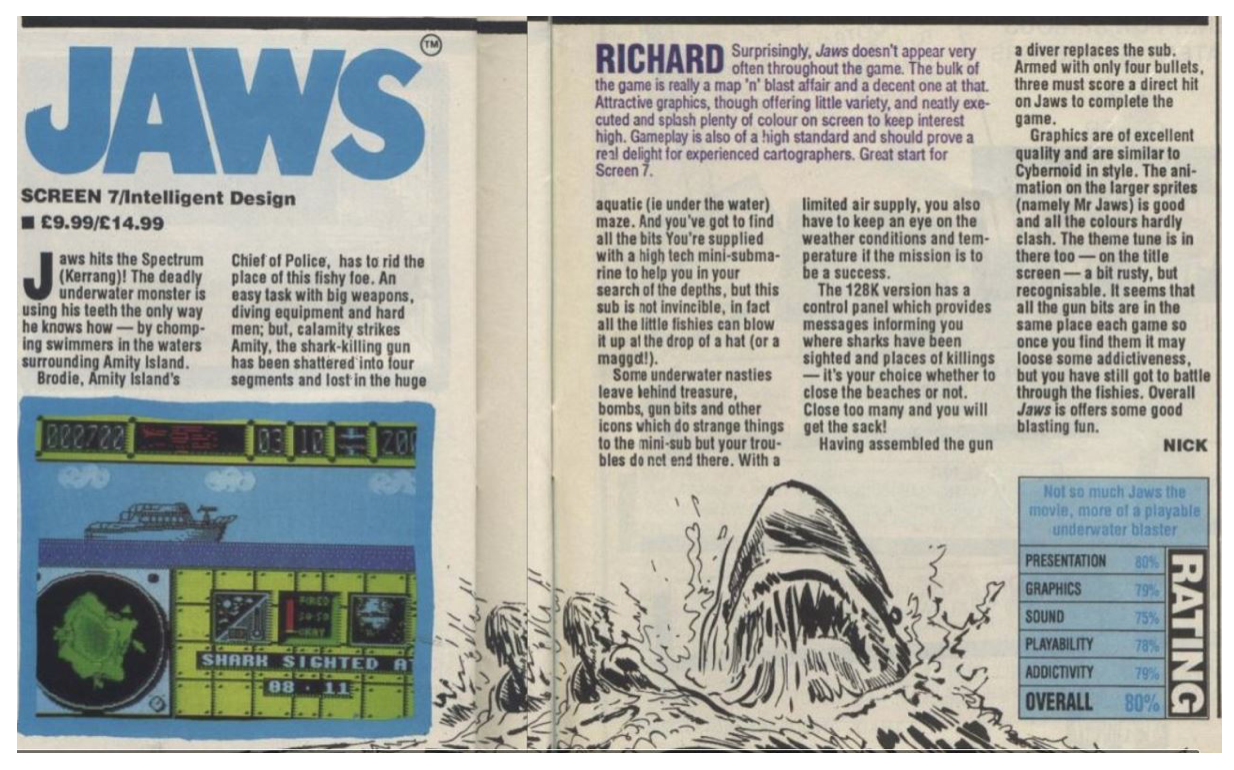 JAWS
TM
SCREEN 7/Intelligent Design
■ £9.99/£14.99
Jaws hits the Spectrum
(Kerrang)! The deadly
underwater monster is
using his teeth the only way
he knows how — by chomp-
ing swimmers in the waters
surrounding Amity Island.
Brodie, Amity Island's
Chief of Police, has to rid the
place of this fishy foe. An
easy task with big weapons,
diving equipment and hard
men; but, calamity strikes
Amity, the shark-killing gun
has been shattered into four
segments and lost in the huge
03 10
SHARK SIGHTED
08 · 11
RICHARD Surprisingly, Jaws doesn't appear very
often throughout the game. The bulk of
the game is really a map 'n' blast affair and a decent one at that.
Attractive graphics, though offering little variety, and neatly exe-
cuted and splash plenty of colour on screen to keep interest
high. Gameplay is also of a high standard and should prove a
real delight for experienced cartographers. Great start for
Screen 7.
aquatic (ie under the water)
maze. And you've got to find
all the bits You're supplied
with a high tech mini-subma-
rine to help you in your
search of the depths, but this
sub is not invincible, in fact
all the little fishies can blow
it up at the drop of a hat (or a
maggot!).
Some underwater nasties
leave behind treasure,
bombs, gun bits and other
icons which do strange things
to the mini-sub but your trou-
bles do not end there. With a
limited air supply, you also
have to keep an eye on the
weather conditions and tem-
perature if the mission is to
be a success.
The 128K version has a
control panel which provides
messages informing you
where sharks have been
sighted and places of killings
— it's your choice whether to
close the beaches or not.
Close too many and you will
get the sack!
Having assembled the gun
a diver replaces the sub.
Armed with only four bullets,
three must score a direct hit
on Jaws to complete the
game.
Graphics are of excellent
quality and are similar to
Cybernoid in style. The ani-
mation on the larger sprites
(namely Mr Jaws) is good
and all the colours hardly
clash. The theme tune is in
there too — on the title
screen — a bit rusty, but
recognisable. It seems that
all the gun bits are in the
same place each game so
once you find them it may
loose some addictiveness,
but you have still got to battle
through the fishies. Overall
Jaws is offers some good
blasting fun.
NICK
Not so much Jaws the
movie, more of a playable
underwater blaster
PRESENTATION 80%
GRAPHICS 79%
SOUND 75%
PLAYABILITY 78%
ADDICTIVITY 79%
OVERALL 80%
RATING